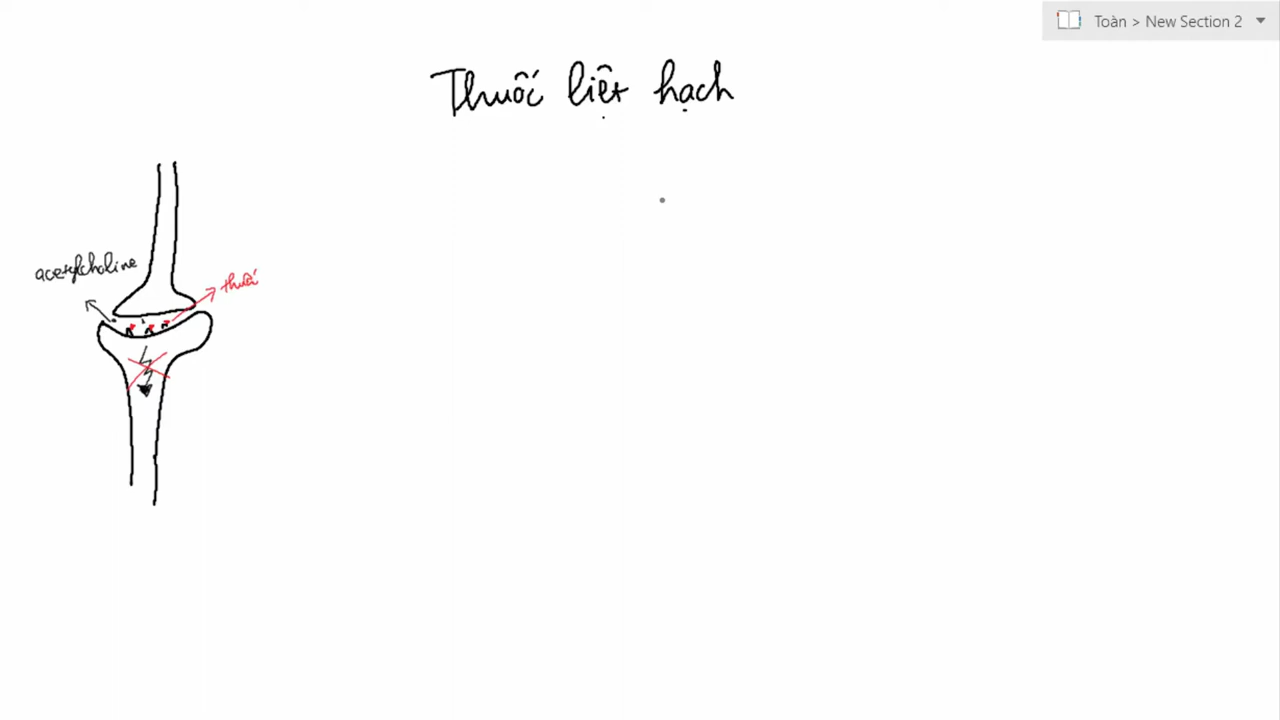 Toàn > New Section 2
Thuốc liệt hạch
acetylcholine
thuốc